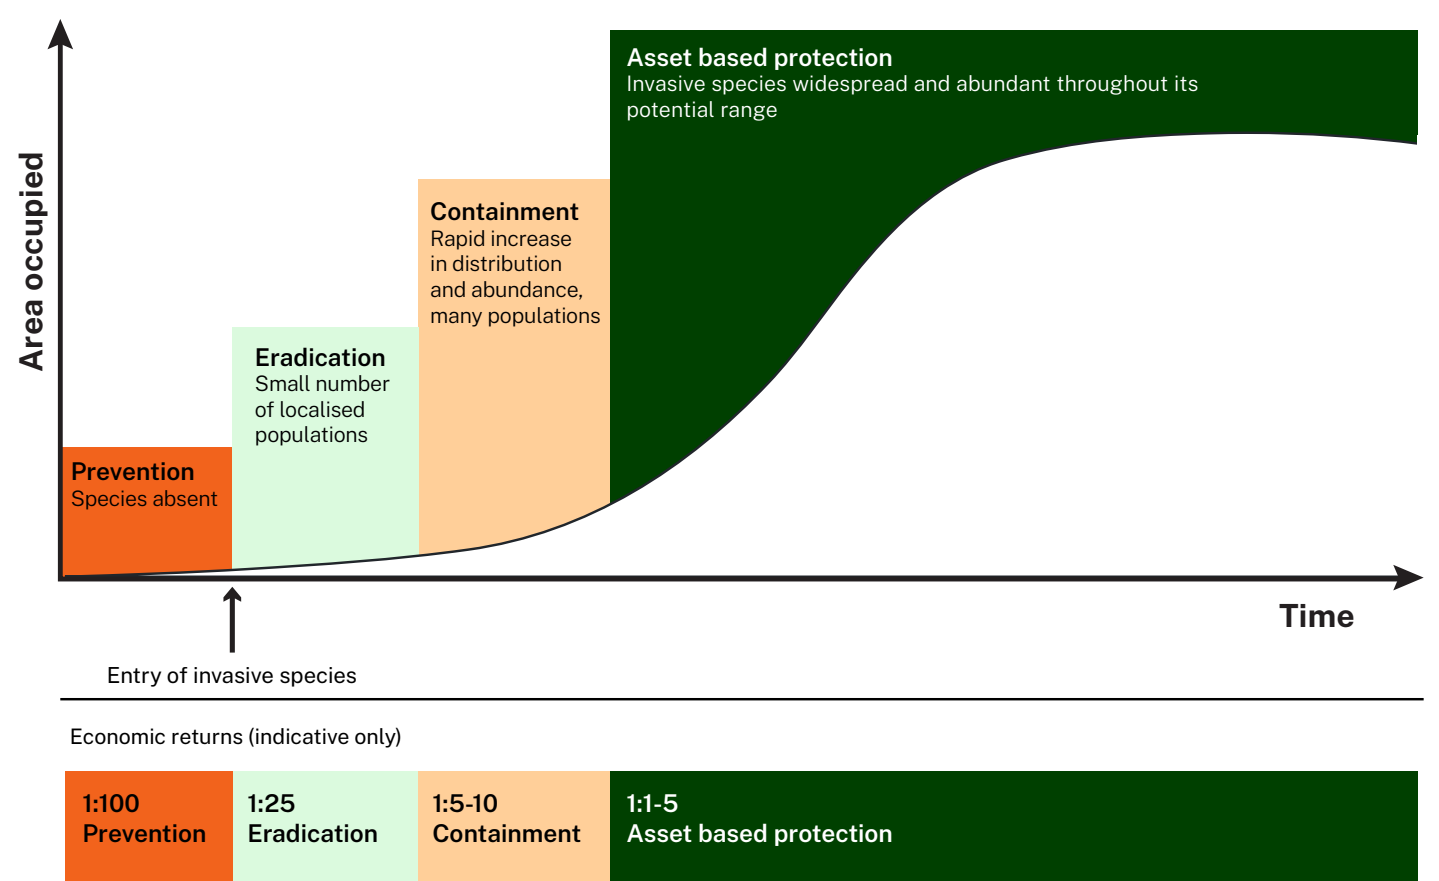 Asset based protection
Invasive species widespread and abundant throughout its
potential range
Containment
Rapid increase
in distribution
and abundance,
many populations
Eradication
Small number
of localised
populations
Prevention
Species absent
Area occupied
Time
Entry of invasive species
Economic returns (indicative only)
1:100
Prevention
1:25
Eradication
1:5-10
Containment
1:1-5
Asset based protection